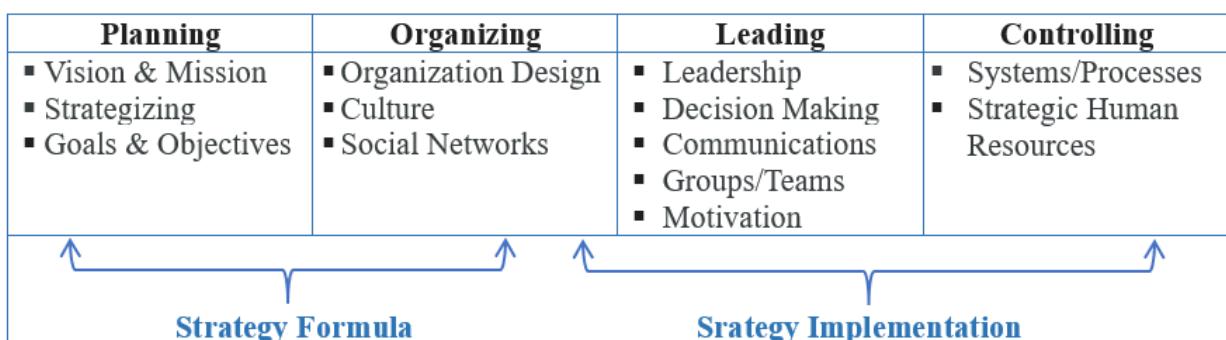 Planning
Organizing
Leading
Controlling
▪ Vision & Mission
▪ Strategizing
▪ Goals & Objectives
▪ Organization Design
▪ Culture
▪ Social Networks
▪ Leadership
▪ Decision Making
▪ Communications
▪ Groups/Teams
▪ Motivation
▪ Systems/Processes
▪ Strategic Human
Resources
Strategy Formula
Srategy Implementation